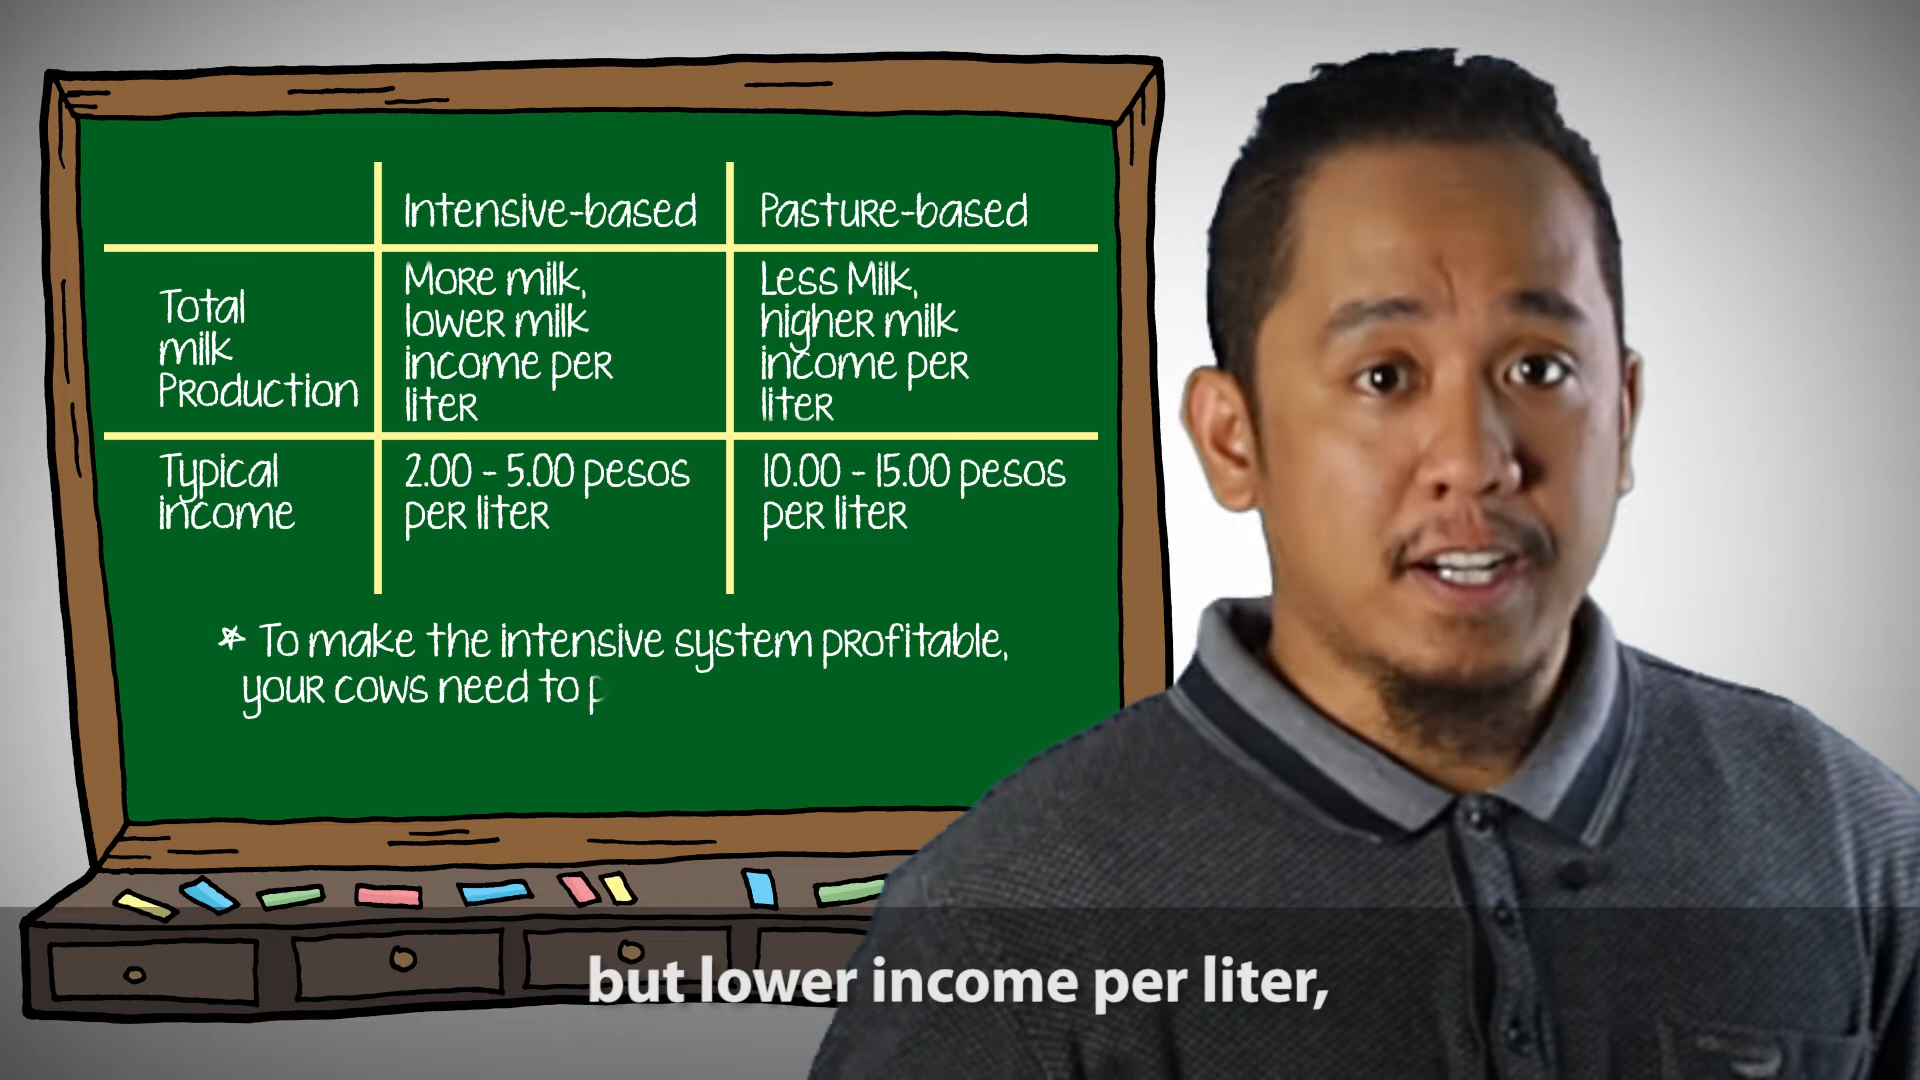 Intensive-based
Pasture-based
Total
milk
Production
More milk,
lower milk
income per
liter
Less Milk,
higher milk
income per
liter
Typical
income
2.00 - 5.00 pesos
per liter
10.00 - 15.00 pesos
per liter
* To make the intensive system profitable,
your cows need to p
but lower income per liter,